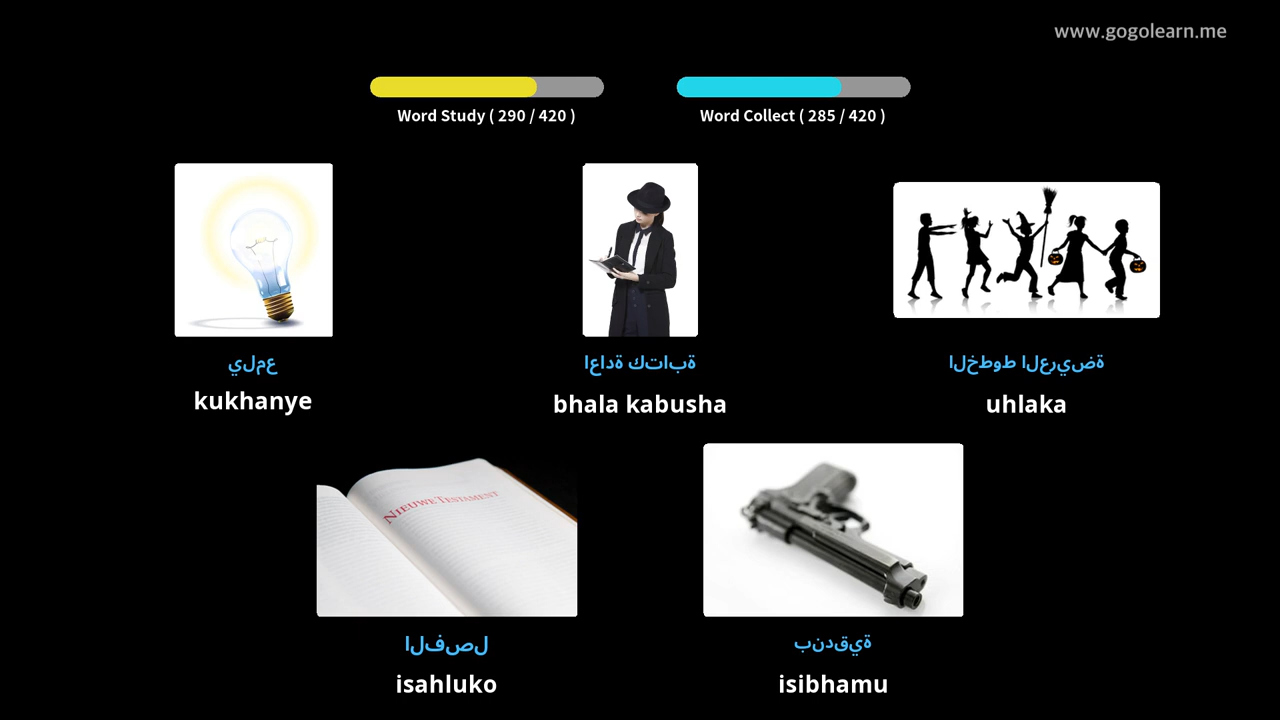 www.gogolearn.me
Word Study ( 290 / 420 )
Word Collect ( 285 / 420 )
يلمع
kukhanye
اعادة كتابة
bhala kabusha
الخطوط العريضة
uhlaka
NIEUWE TESTAMENT
الفصل
isahluko
بندقية
isibhamu